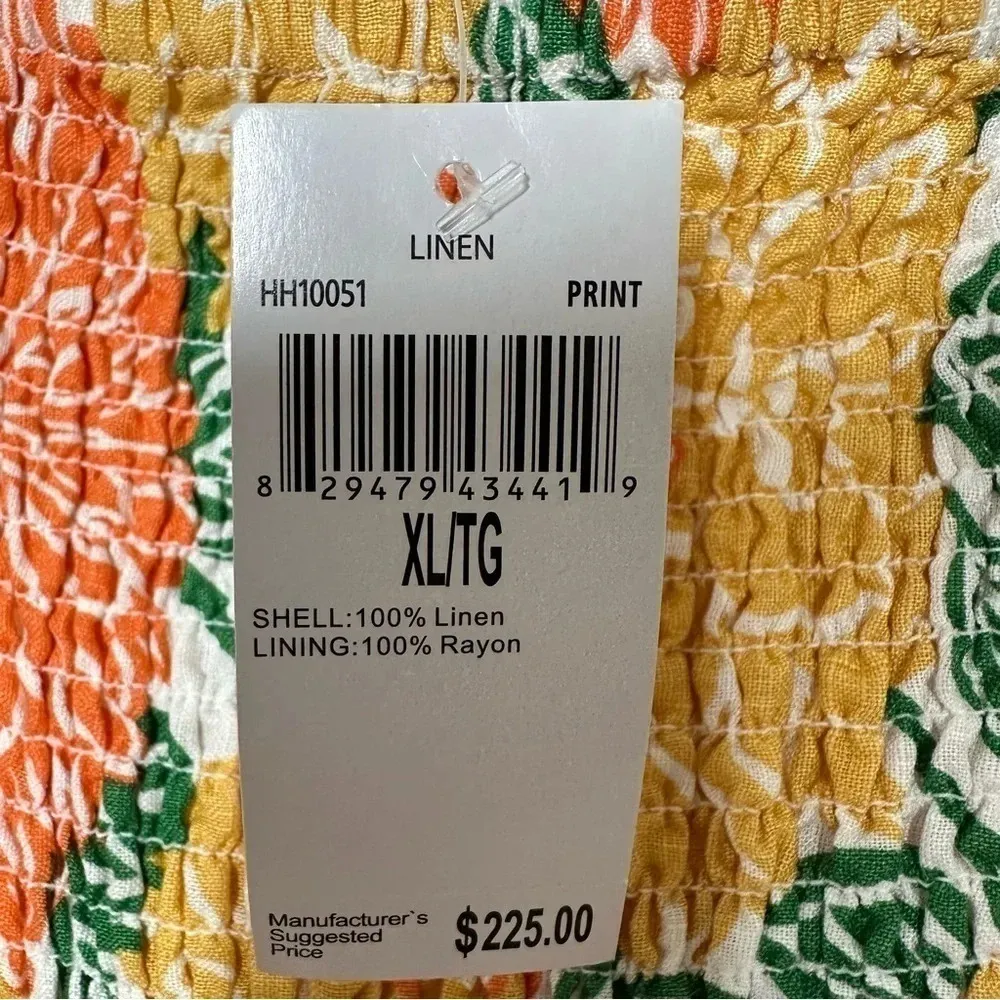 LINEN
HH10051 PRINT
8 29479 43441 9
XL/TG
SHELL:100% Linen
LINING:100% Rayon
Manufacturer`s
Suggested
Price
$225.00